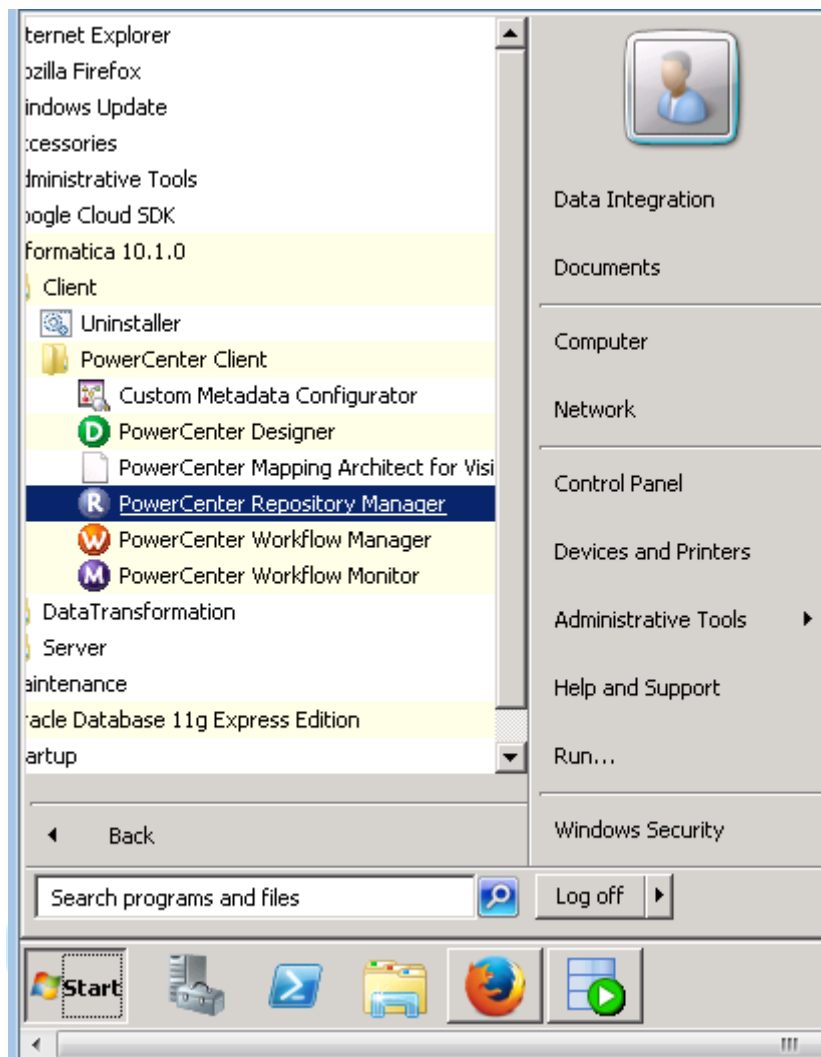 ternet Explorer
ozilla Firefox
indows Update
ccessories
dministrative Tools
oogle Cloud SDK
formatica 10.1.0
Client
Uninstaller
PowerCenter Client
Custom Metadata Configurator
D PowerCenter Designer
PowerCenter Mapping Architect for Visi
R PowerCenter Repository Manager
W PowerCenter Workflow Manager
M PowerCenter Workflow Monitor
DataTransformation
Server
aintenance
racle Database 11g Express Edition
artup
Back
Search programs and files
Data Integration
Documents
Computer
Network
Control Panel
Devices and Printers
Administrative Tools
Help and Support
Run...
Windows Security
Log off
Start